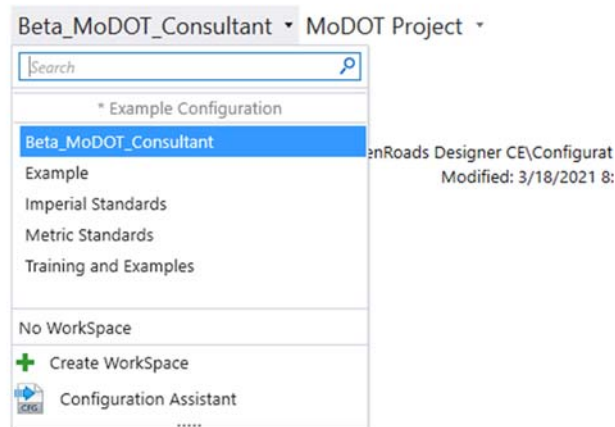 Beta_MoDOT_Consultant MoDOT Project
Search
* Example Configuration
Beta_MoDOT_Consultant
enRoads Designer CE\Configurat
Example
Modified: 3/18/2021 8:
Imperial Standards
Metric Standards
Training and Examples
No WorkSpace
Create WorkSpace
CFG Configuration Assistant